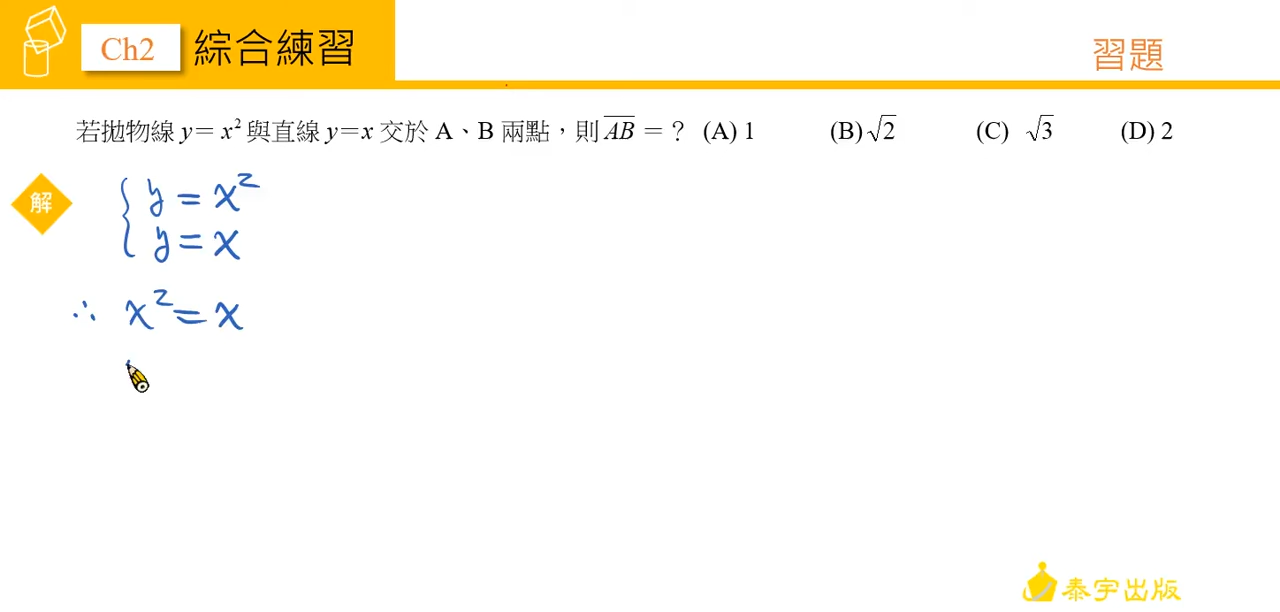 Ch2 綜合練習
習題
若拋物線 y = x² 與直線 y=x 交於 A、B 兩點，則 A̅B̅ = ？ (A) 1 (B) √2 (C) √3 (D) 2
解
{ y = x²
y = x
∴ x² = x
泰宇出版